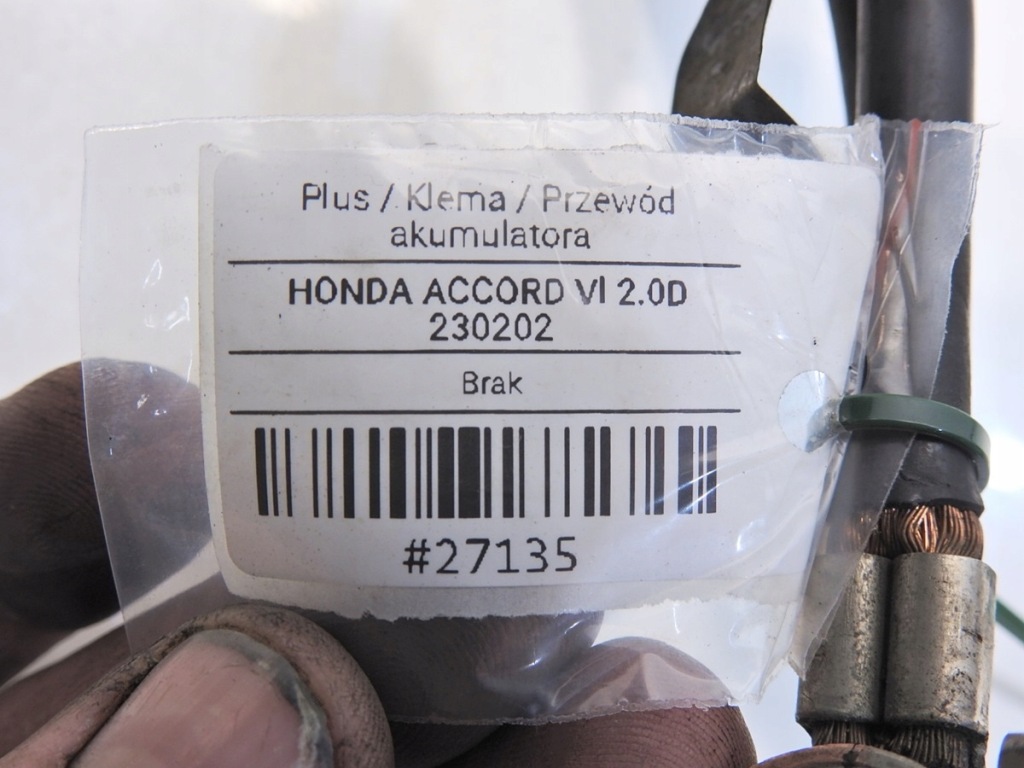 Plus / Klema / Przewód
akumulatora
HONDA ACCORD VI 2.0D
230202
Brak
#27135